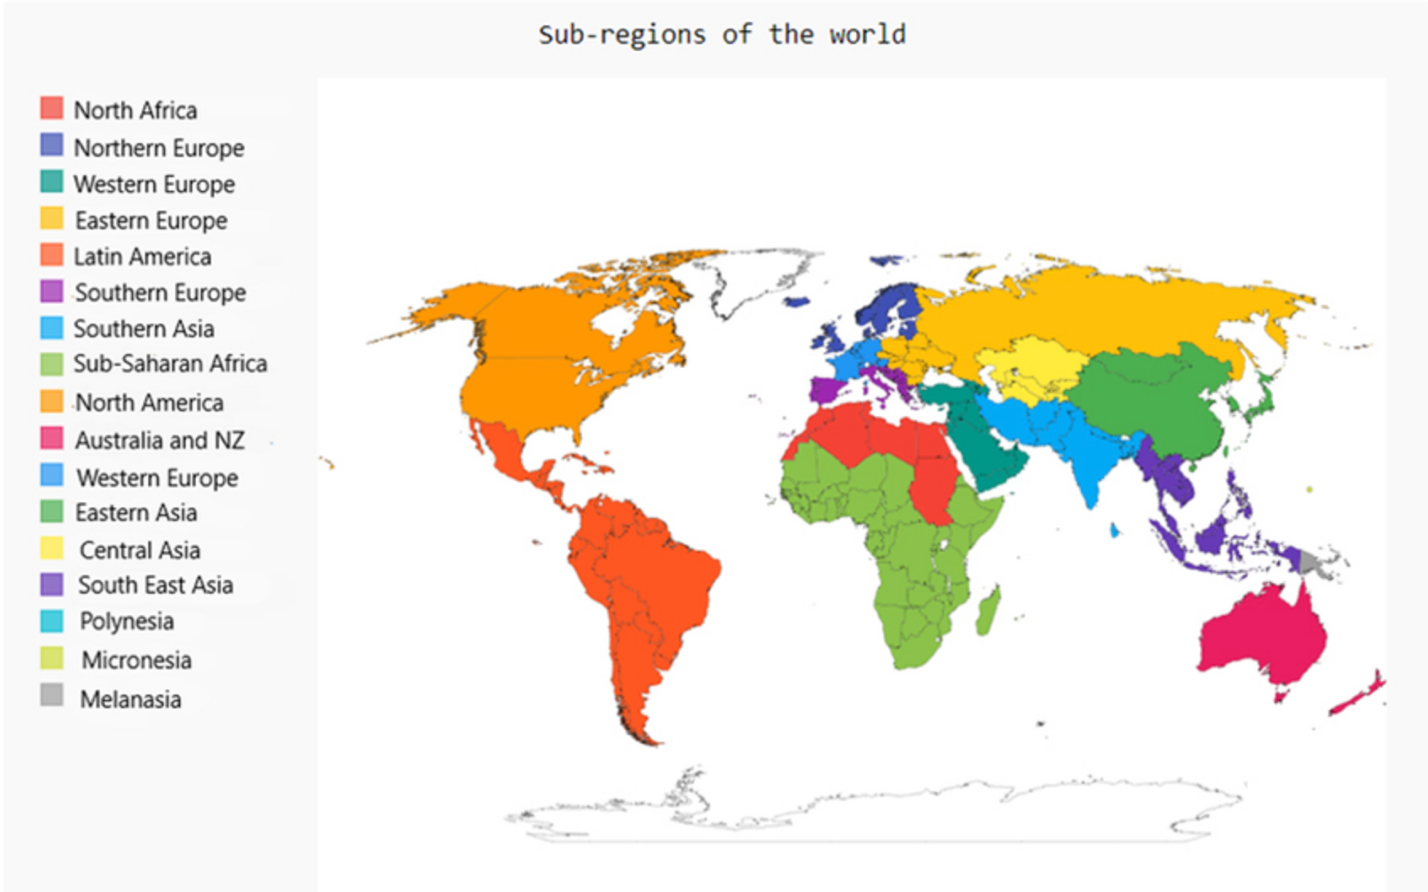 Sub-regions of the world
North Africa
Northern Europe
Western Europe
Eastern Europe
Latin America
Southern Europe
Southern Asia
Sub-Saharan Africa
North America
Australia and NZ
Western Europe
Eastern Asia
Central Asia
South East Asia
Polynesia
Micronesia
Melanasia